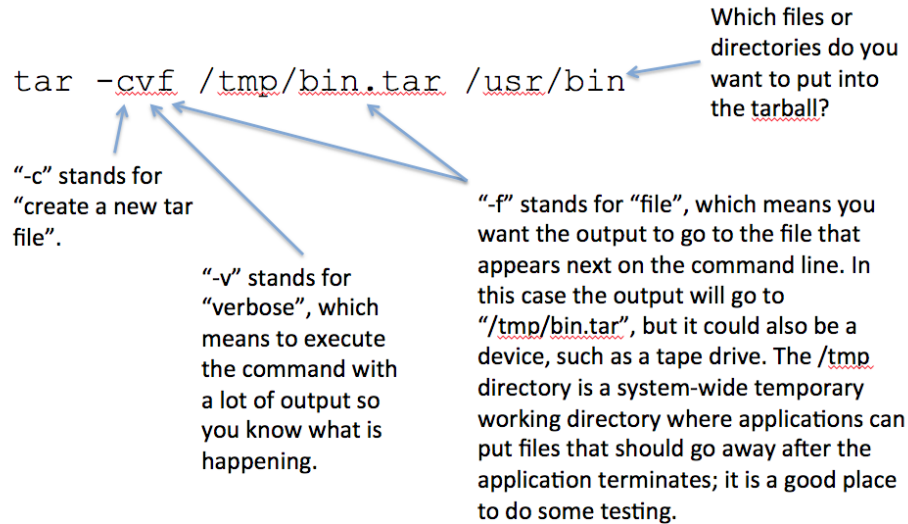 Which files or
directories do you
want to put into
the tarball?
tar -cvf /tmp/bin.tar /usr/bin
“-c” stands for
“create a new tar
file”.
“-v” stands for
“verbose”, which
means to execute
the command with
a lot of output so
you know what is
happening.
“-f” stands for “file”, which means you
want the output to go to the file that
appears next on the command line. In
this case the output will go to
“/tmp/bin.tar”, but it could also be a
device, such as a tape drive. The /tmp
directory is a system-wide temporary
working directory where applications can
put files that should go away after the
application terminates; it is a good place
to do some testing.